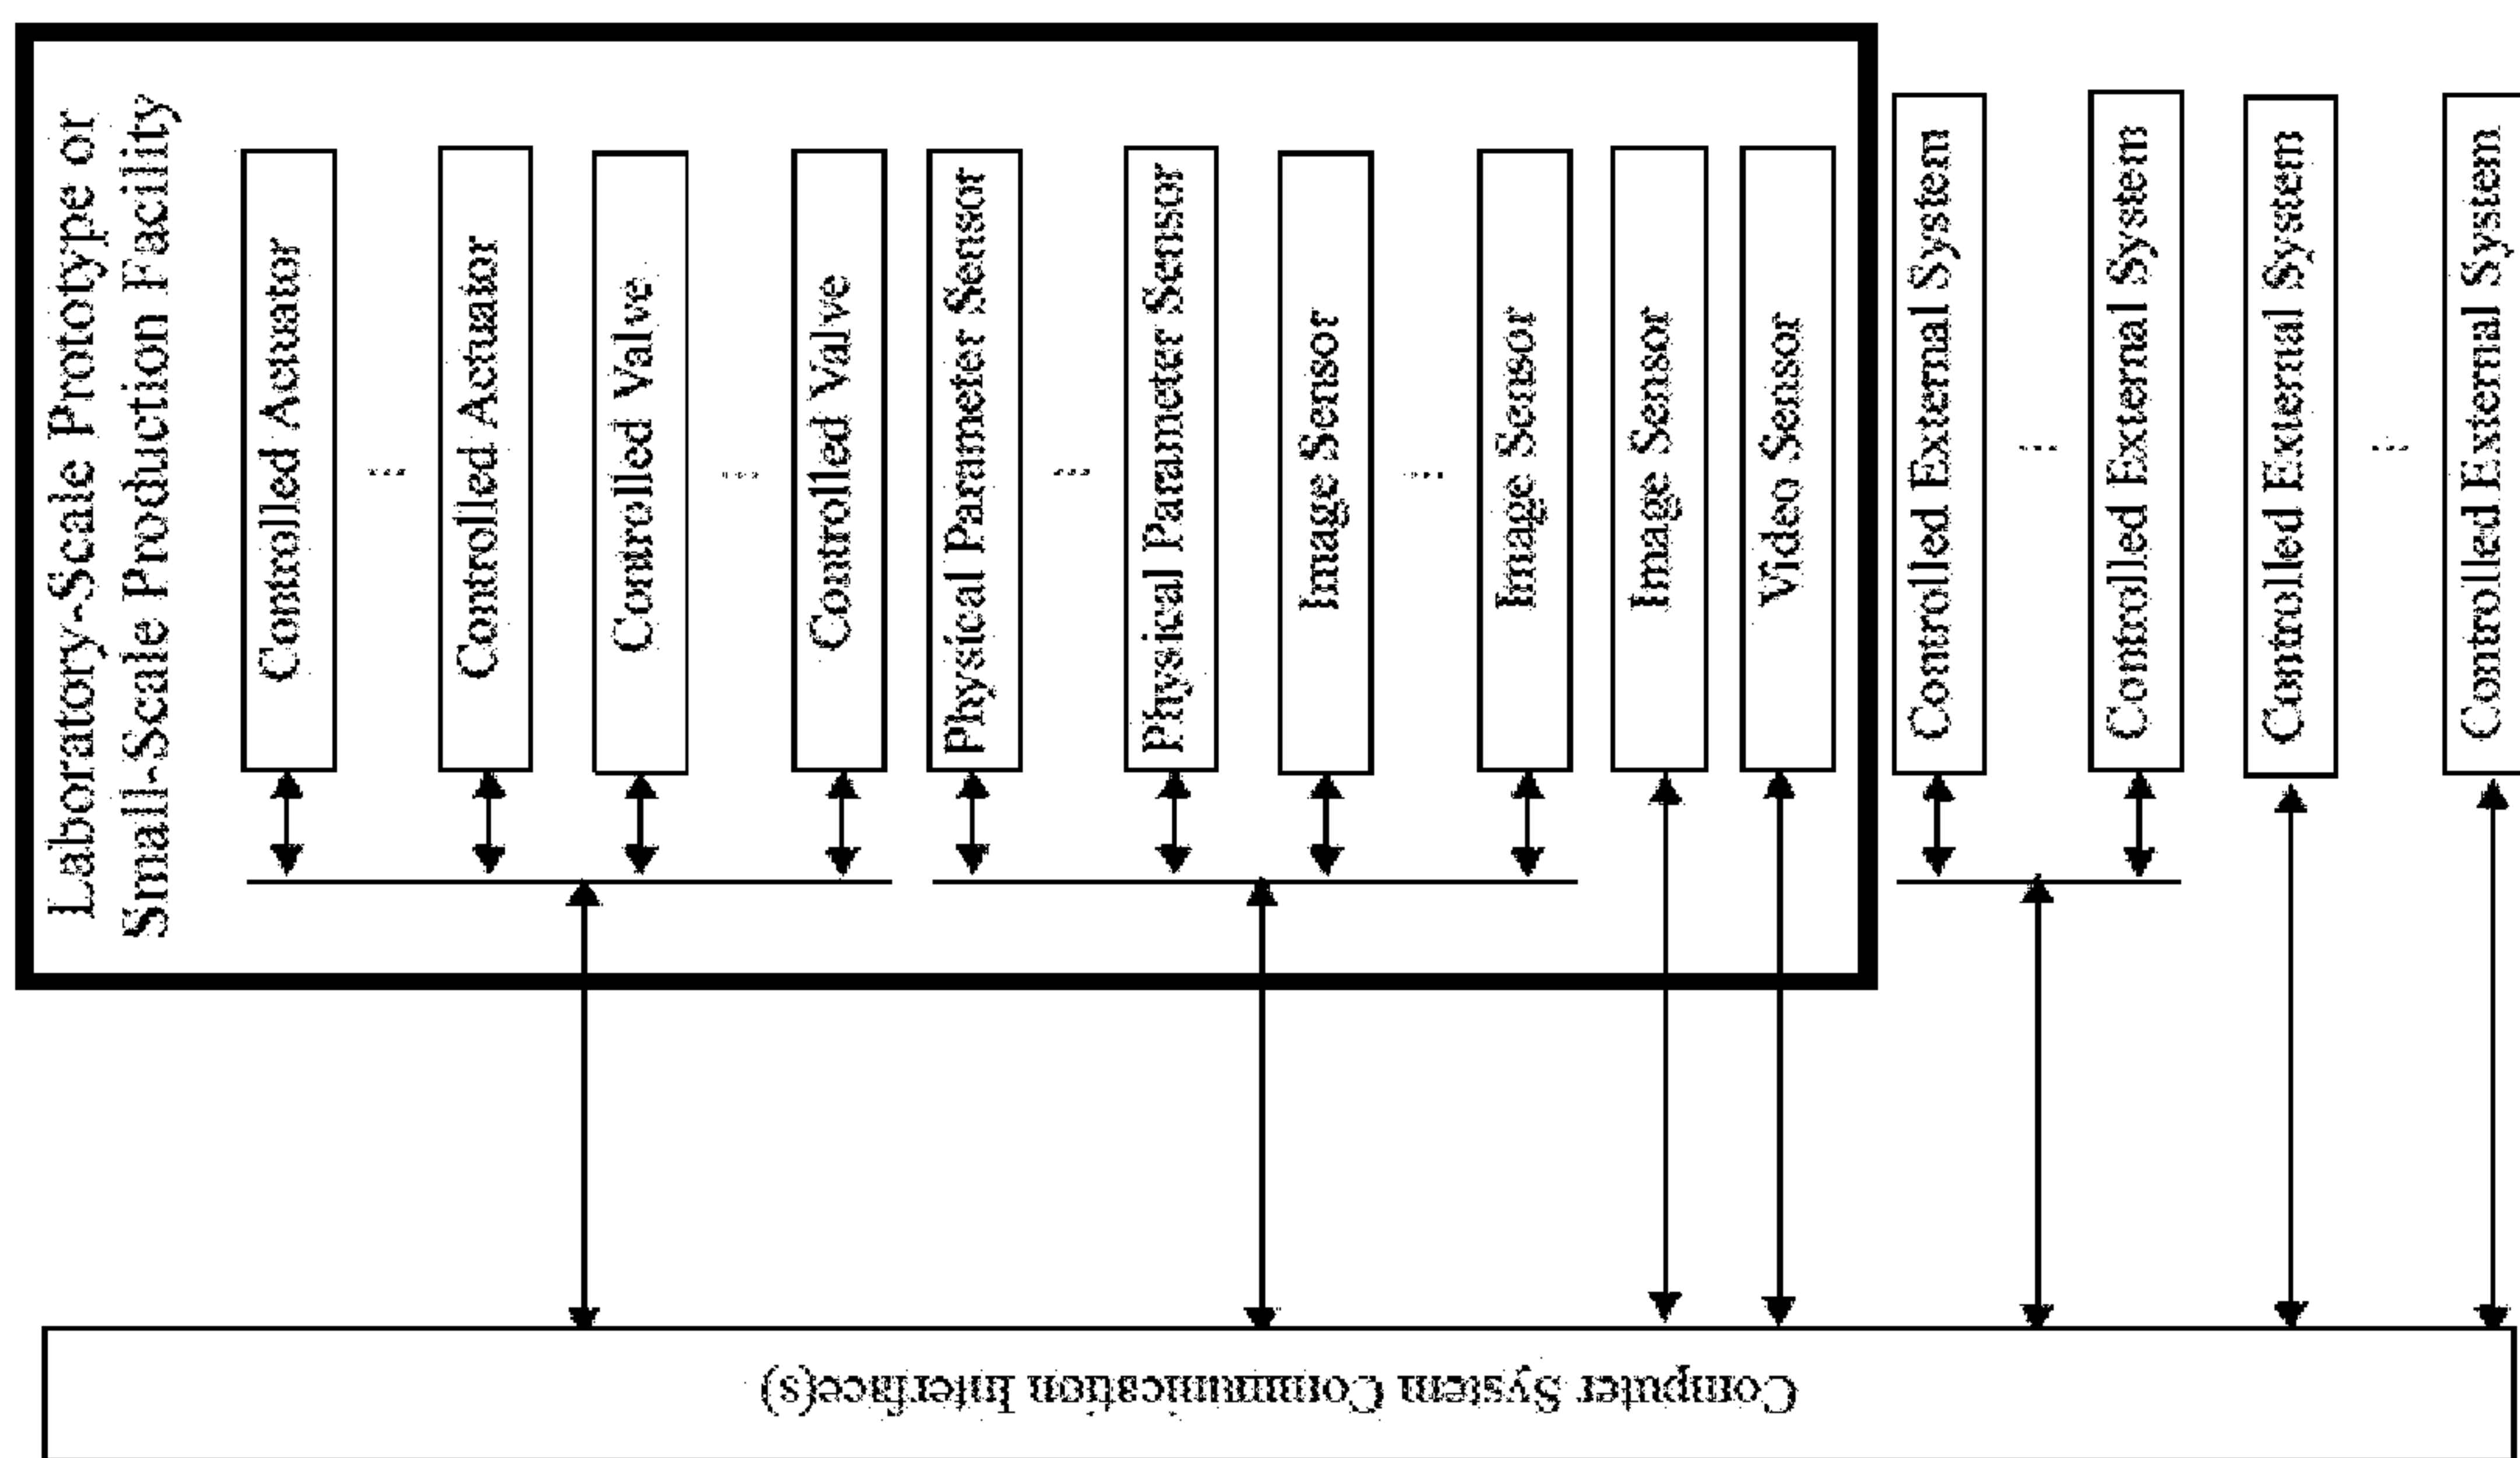 Laboratory-Scale Prototype or
Small-Scale Production Facility
Controlled Actuator
...
Controlled Actuator
Controlled Valve
...
Controlled Valve
Physical Parameter Sensor
...
Physical Parameter Sensor
Image Sensor
...
Image Sensor
Image Sensor
Video Sensor
Controlled External System
...
Controlled External System
Controlled External System
...
Controlled External System
Computer System Communication Interface(s)